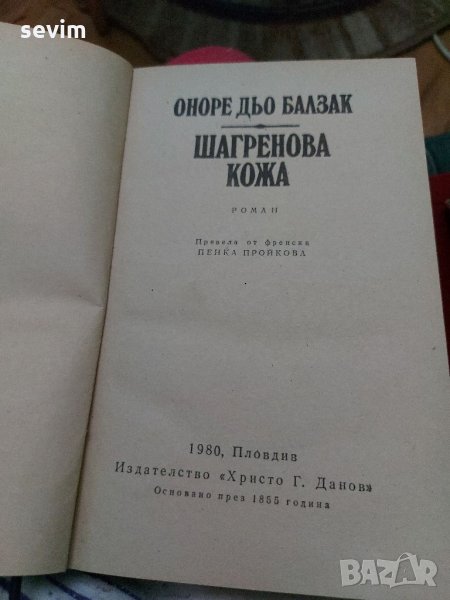 sevim
ОНОРЕ ДЬО БАЛЗАК
ШАГРЕНОВА
КОЖА
РОМАН
Превела от френски
ПЕНКА ПРОЙКОВА
1980, Пловдив
Издателство «Христо Г. Данов»
Основано през 1855 година
BAZAR